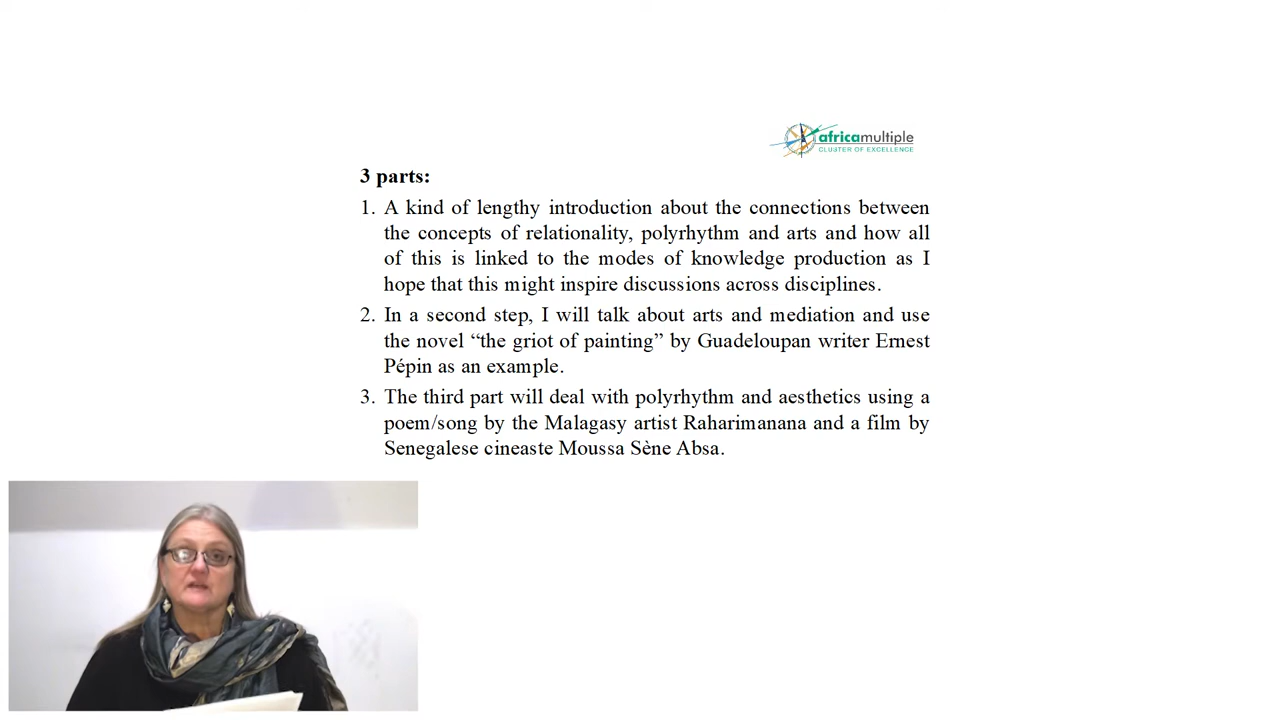 africamultiple
CLUSTER OF EXCELLENCE
3 parts:
1. A kind of lengthy introduction about the connections between
the concepts of relationality, polyrhythm and arts and how all
of this is linked to the modes of knowledge production as I
hope that this might inspire discussions across disciplines.
2. In a second step, I will talk about arts and mediation and use
the novel “the griot of painting” by Guadeloupan writer Ernest
Pépin as an example.
3. The third part will deal with polyrhythm and aesthetics using a
poem/song by the Malagasy artist Raharimanana and a film by
Senegalese cineaste Moussa Sène Absa.